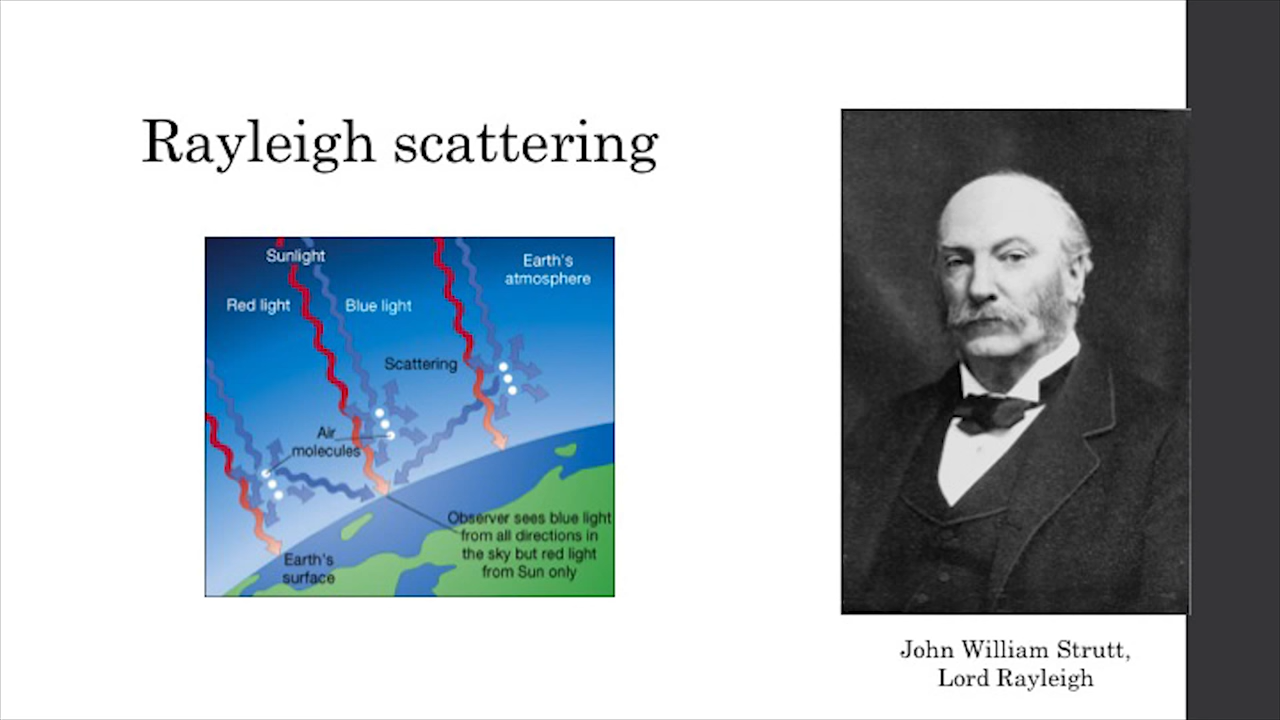 Rayleigh scattering
Sunlight
Earth's
atmosphere
Red light
Blue light
Scattering
Air
molecules
Observer sees blue light
from all directions in
the sky but red light
from Sun only
Earth's
surface
John William Strutt,
Lord Rayleigh